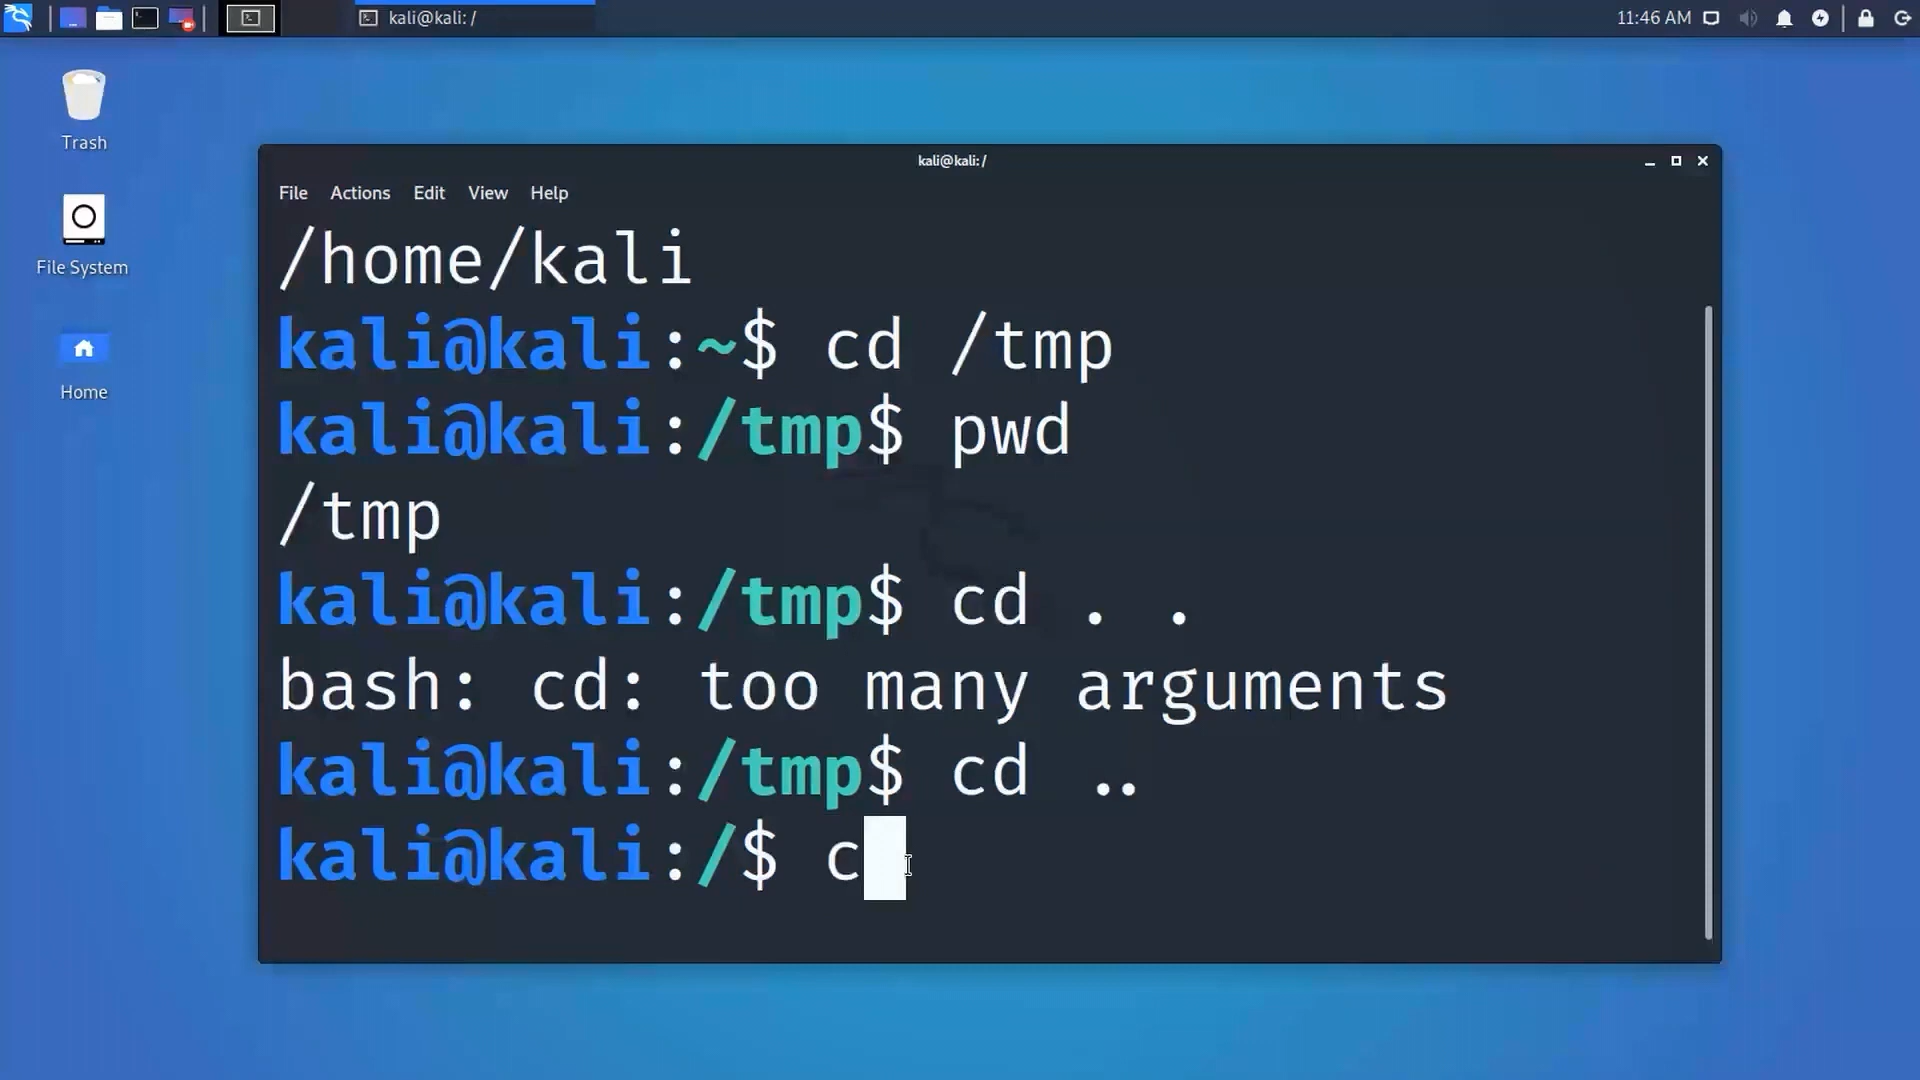 kali@kali: /
11:46 AM
Trash
File System
Home
kali@kali: /
File Actions Edit View Help
/home/kali
kali@kali:~$ cd /tmp
kali@kali:/tmp$ pwd
/tmp
kali@kali:/tmp$ cd . .
bash: cd: too many arguments
kali@kali:/tmp$ cd ..
kali@kali:/$ c